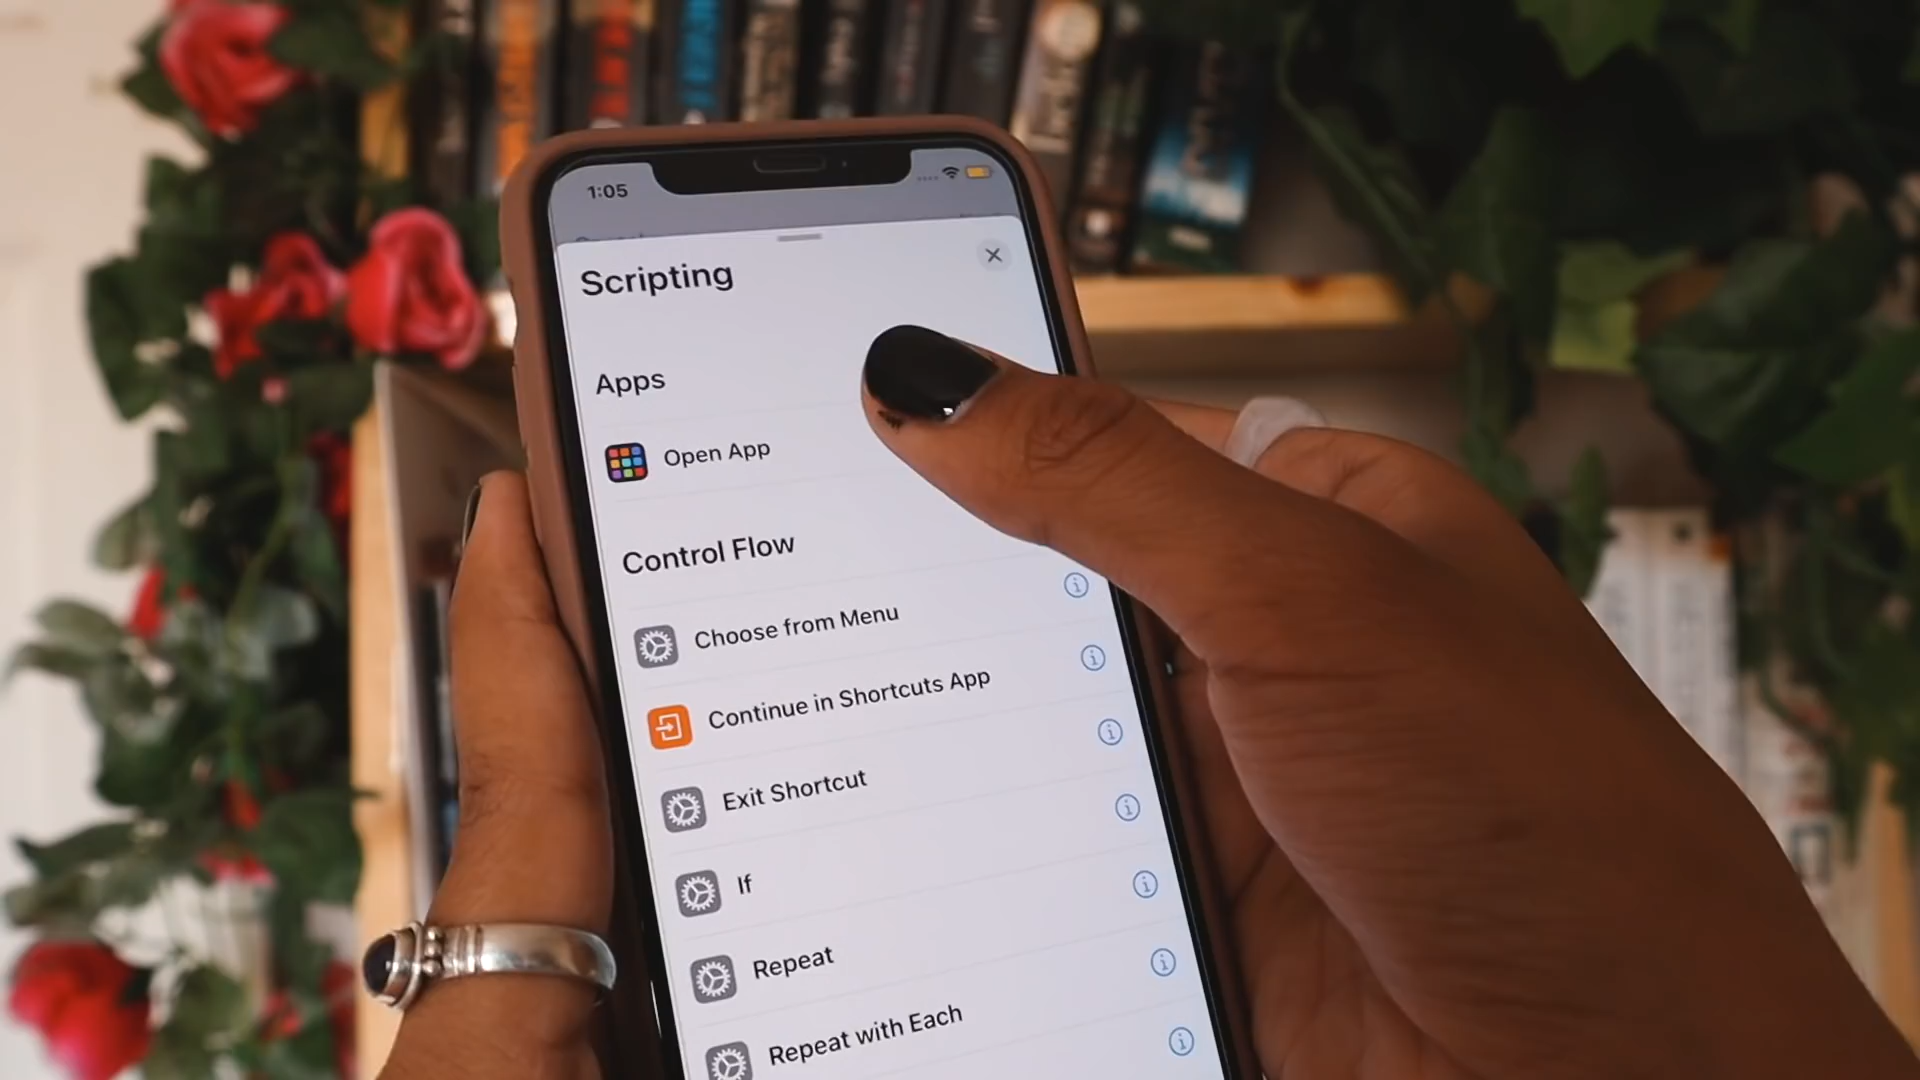 1:05
Scripting
Apps
Open App
Control Flow
Choose from Menu
Continue in Shortcuts App
Exit Shortcut
If
Repeat
Repeat with Each